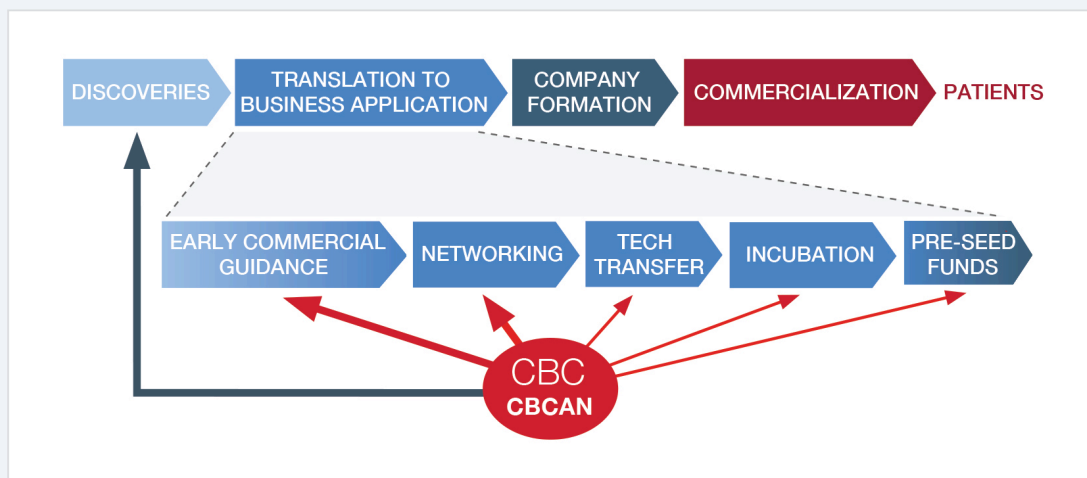 DISCOVERIES
TRANSLATION TO
BUSINESS APPLICATION
COMPANY
FORMATION
COMMERCIALIZATION
PATIENTS
EARLY COMMERCIAL
GUIDANCE
NETWORKING
TECH
TRANSFER
INCUBATION
PRE-SEED
FUNDS
CBC
CBCAN